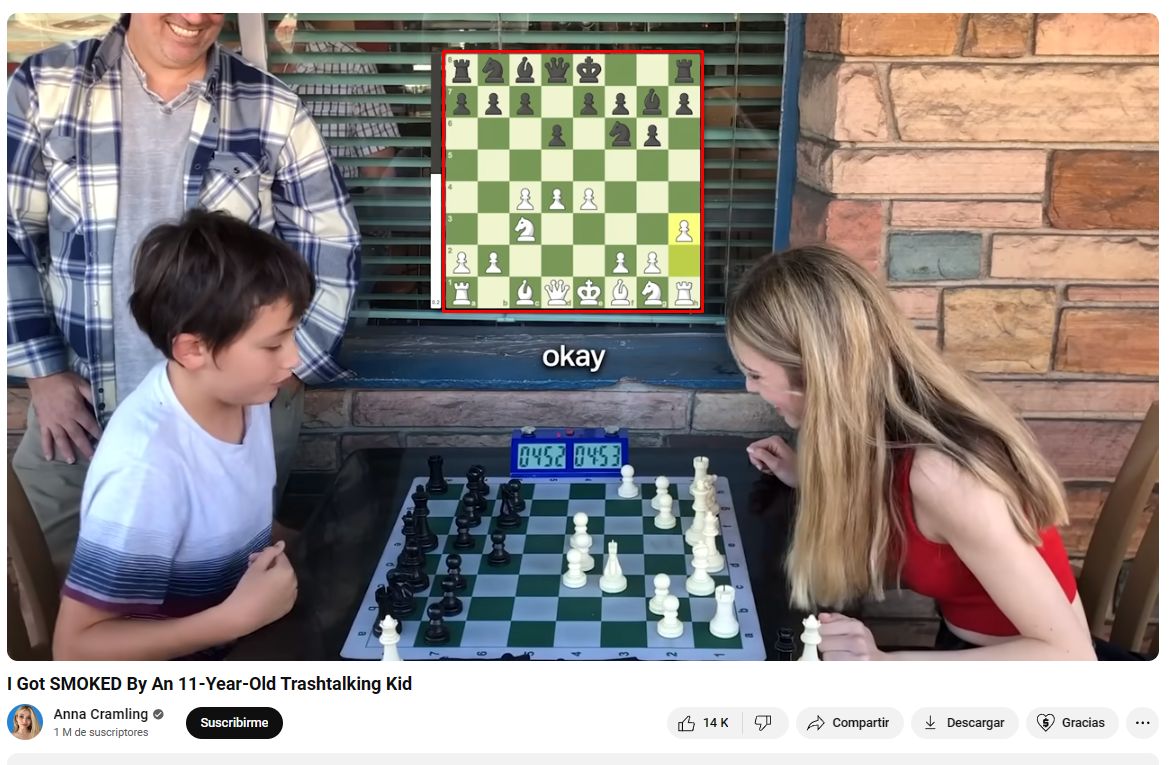 okay
04:52 04:53
I Got SMOKED By An 11-Year-Old Trashtalking Kid
Anna Cramling
1 M de suscriptores
Suscribirme
14 K
Compartir
Descargar
Gracias